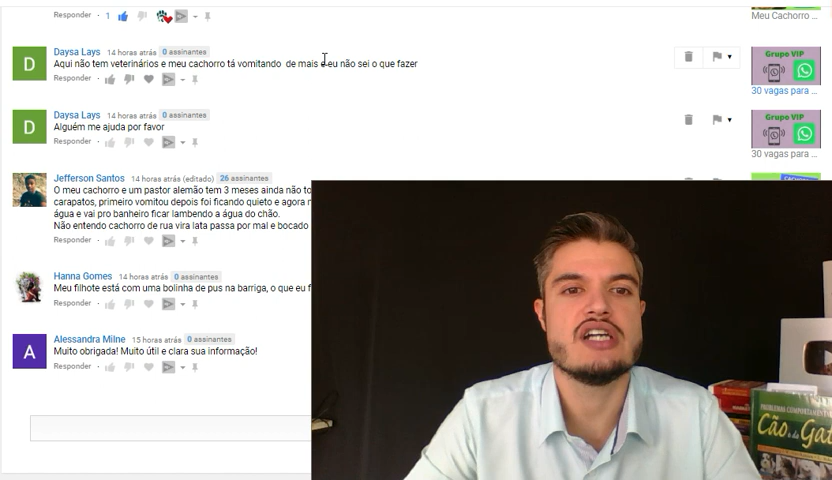 Responder · 1
Meu Cachorro ...
Daysa Lays 14 horas atrás 0 assinantes
Aqui não tem veterinários e meu cachorro tá vomitando de mais e eu não sei o que fazer
Responder ·
Grupo VIP
30 vagas para ...
Daysa Lays 14 horas atrás 0 assinantes
Alguém me ajuda por favor
Responder ·
Grupo VIP
30 vagas para ...
Jefferson Santos 14 horas atrás (editado) 26 assinantes
O meu cachorro e um pastor alemão tem 3 meses ainda não to
carapatos, primeiro vomitou depois foi ficando quieto e agora
água e vai pro banheiro ficar lambendo a água do chão.
Não entendo cachorro de rua vira lata passa por mal e bocado
Responder ·
Hanna Gomes 14 horas atrás 0 assinantes
Meu filhote está com uma bolinha de pus na barriga, o que eu f
Responder ·
Alessandra Milne 15 horas atrás 0 assinantes
Muito obrigada! Muito útil e clara sua informação!
Responder ·
D
D
A
PROBLEMAS
Cão e do Gato